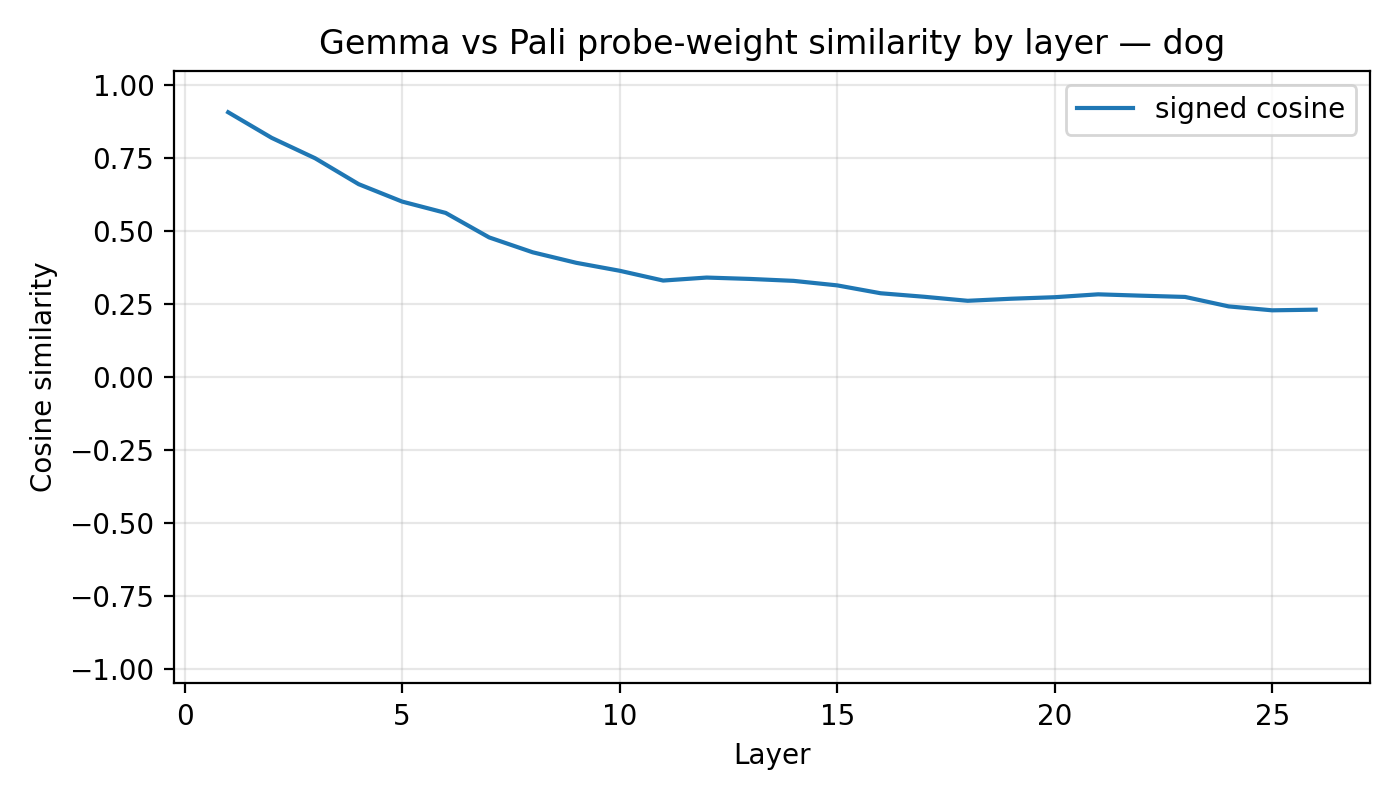 Gemma vs Pali probe-weight similarity by layer — dog
signed cosine
Cosine similarity
1.00
0.75
0.50
0.25
0.00
−0.25
−0.50
−0.75
−1.00
0 5 10 15 20 25
Layer